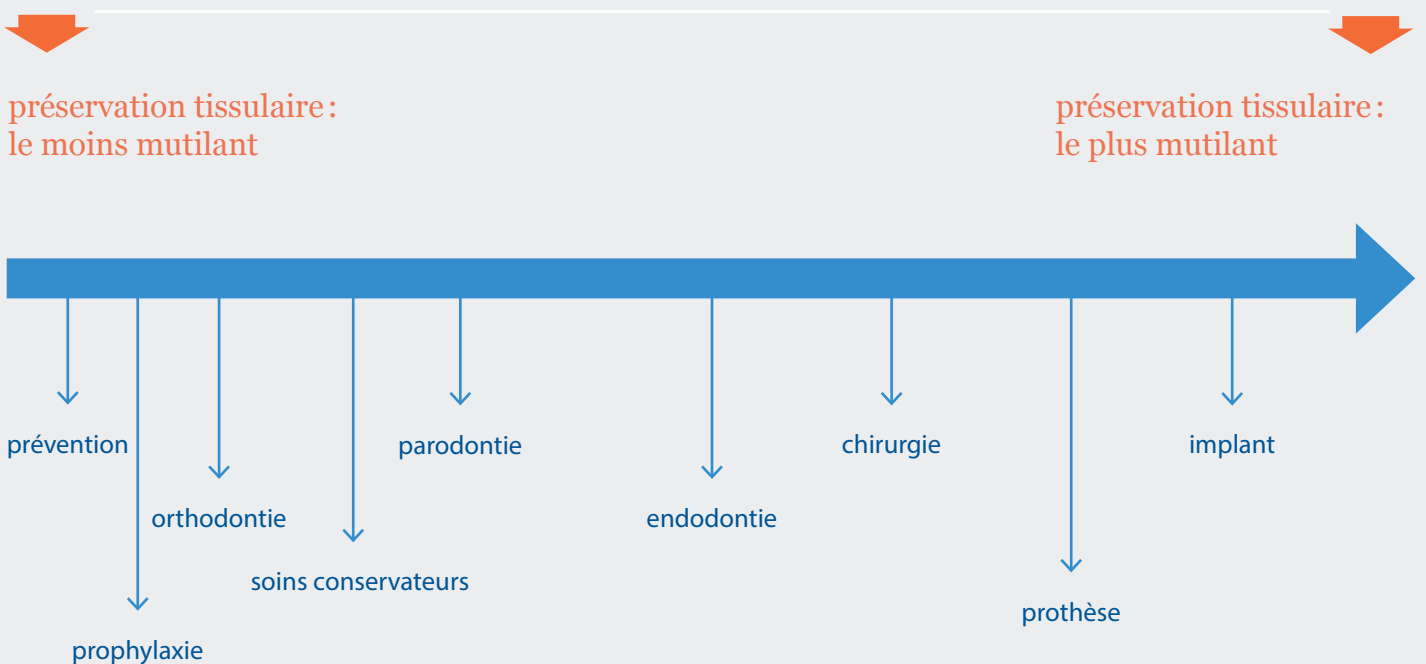 préservation tissulaire :
le moins mutilant
préservation tissulaire :
le plus mutilant
prévention
prophylaxie
orthodontie
soins conservateurs
parodontie
endodontie
chirurgie
prothèse
implant